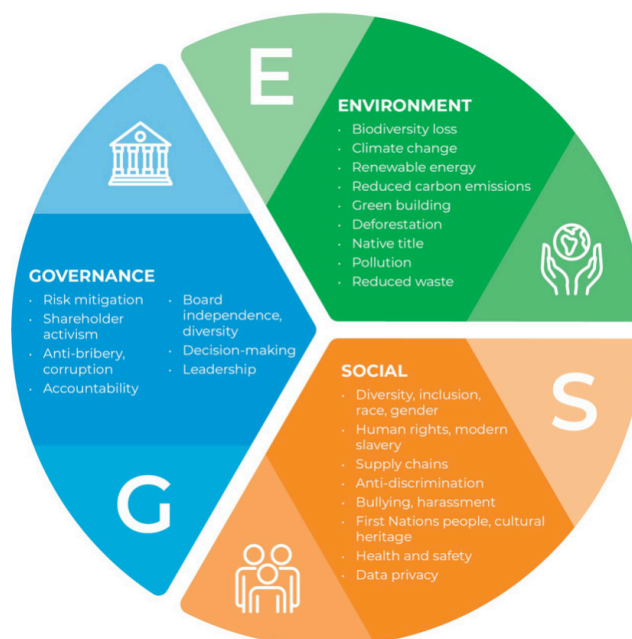 E
ENVIRONMENT
· Biodiversity loss
· Climate change
· Renewable energy
· Reduced carbon emissions
· Green building
· Deforestation
· Native title
· Pollution
· Reduced waste
GOVERNANCE
· Risk mitigation
· Shareholder
activism
· Anti-bribery,
corruption
· Accountability
· Board
independence,
diversity
· Decision-making
· Leadership
G
SOCIAL
· Diversity, inclusion,
race, gender
· Human rights, modern
slavery
· Supply chains
· Anti-discrimination
· Bullying, harassment
· First Nations people, cultural
heritage
· Health and safety
· Data privacy
S